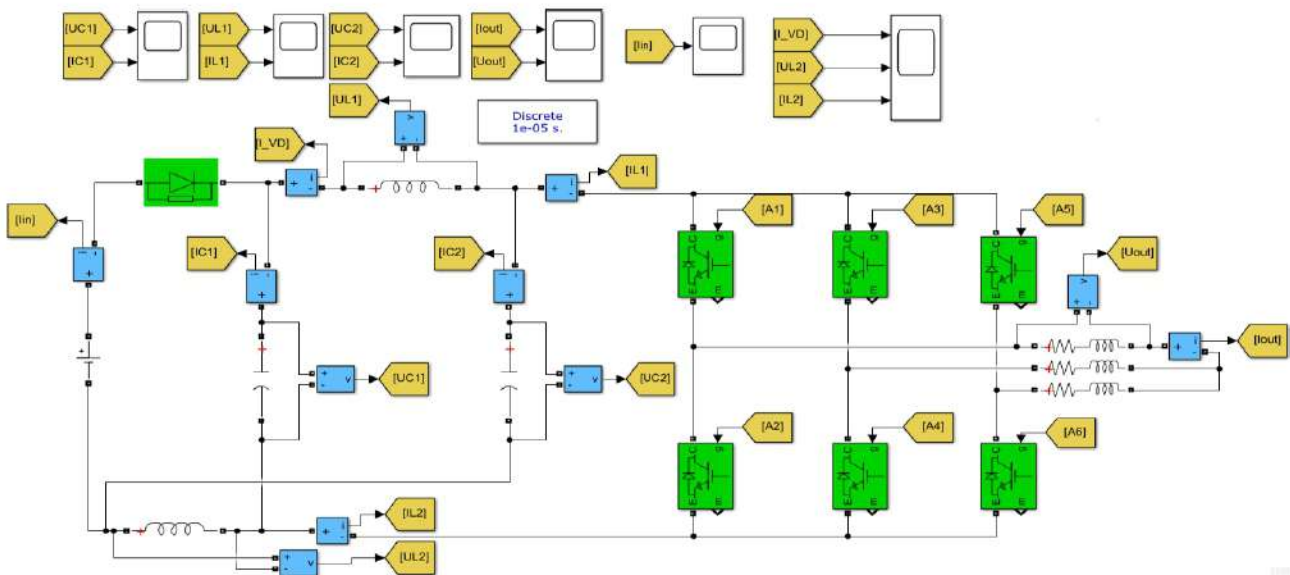 [UC1]
[IC1]
[UL1]
[IL1]
[UC2]
[IC2]
[Iout]
[Uout]
[Iin]
[I_VD]
[UL2]
[IL2]
[UL1]
Discrete
1e-05 s.
[I_VD]
[IL1]
[Iin]
[IC1]
[IC2]
[A1]
[A3]
[A5]
[Uout]
[Iout]
[UC1]
[UC2]
[A2]
[A4]
[A6]
[IL2]
[UL2]
i
+
-
v
+
-
g
C
E
m